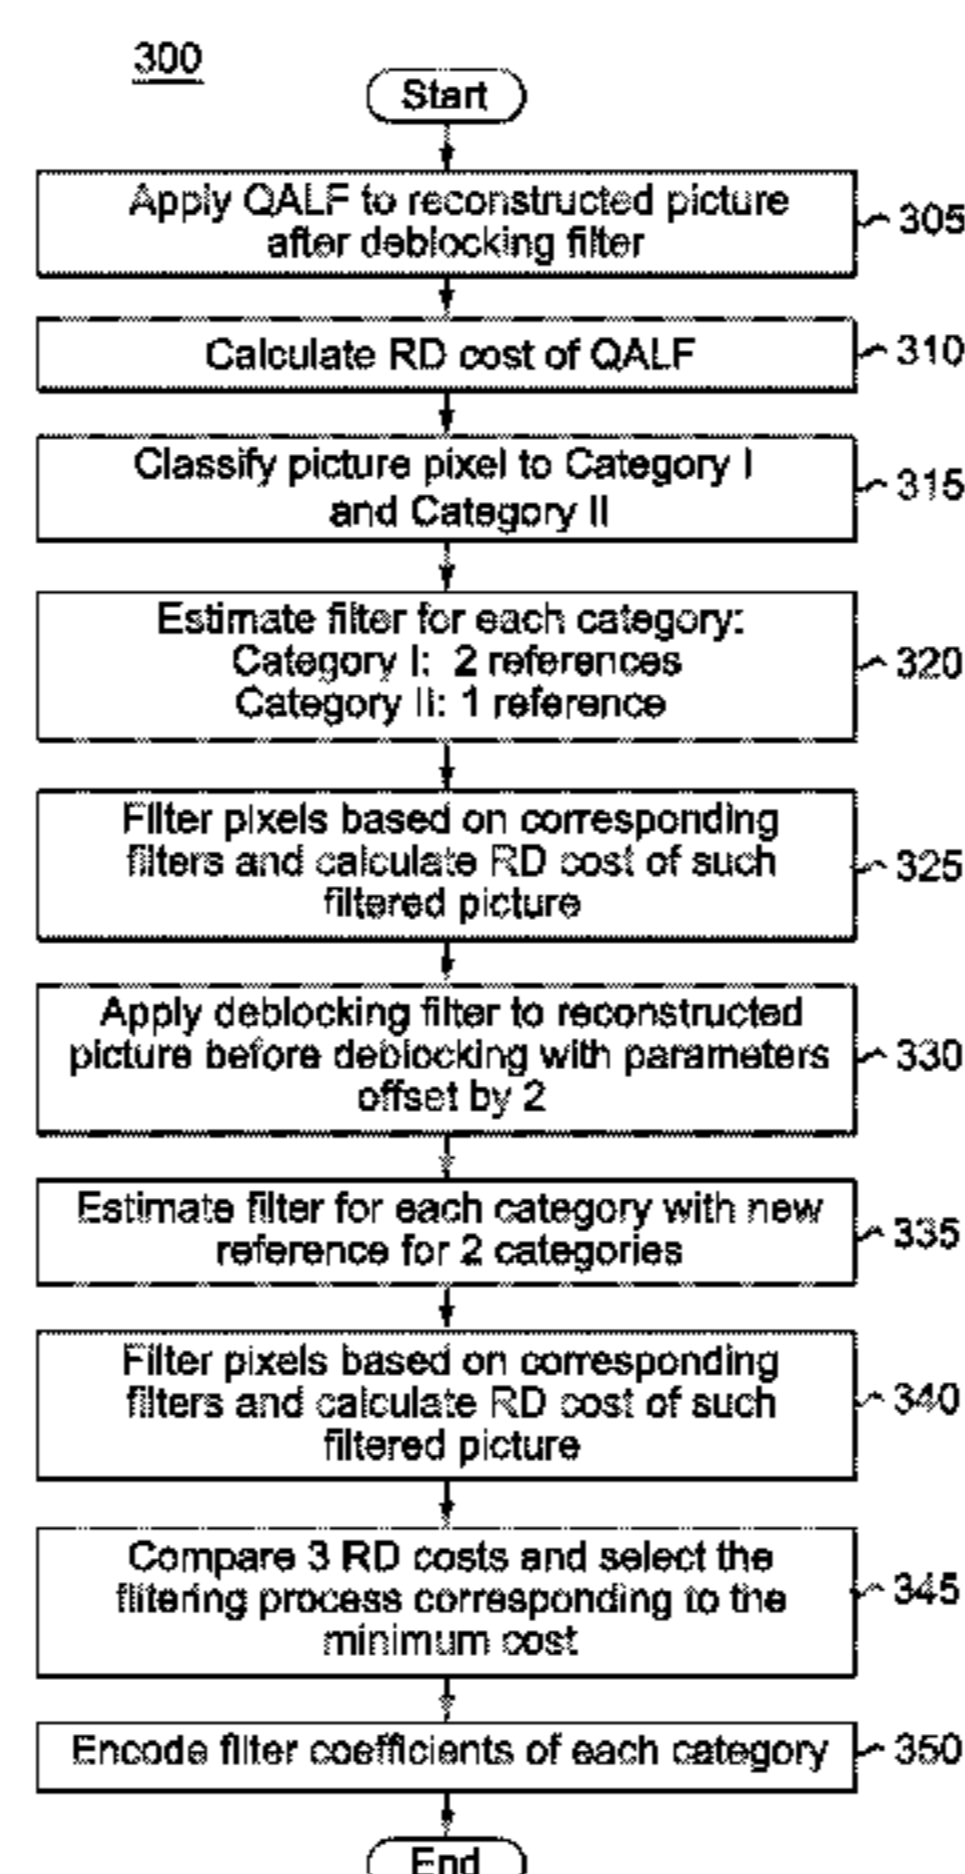 300
Start
Apply QALF to reconstructed picture
after deblocking filter
305
Calculate RD cost of QALF
310
Classify picture pixel to Category I
and Category II
315
Estimate filter for each category:
Category I: 2 references
Category Ii: 1 reference
320
Filter pixels based on corresponding
filters and calculate RD cost of such
filtered picture
325
Apply deblocking filter to reconstructed
picture before deblocking with parameters
offset by 2
330
Estimate filter for each category with new
reference for 2 categories
335
Filter pixels based on corresponding
filters and calculate RD cost of such
filtered picture
340
Compare 3 RD costs and select the
filtering process corresponding to the
minimum cost
345
Encode filter coefficients of each category
350
End